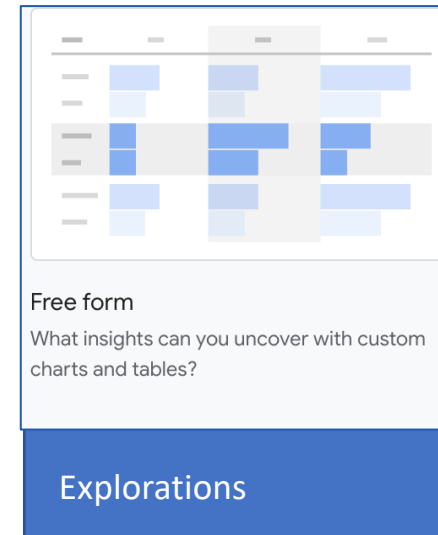 Free form
What insights can you uncover with custom
charts and tables?
Explorations